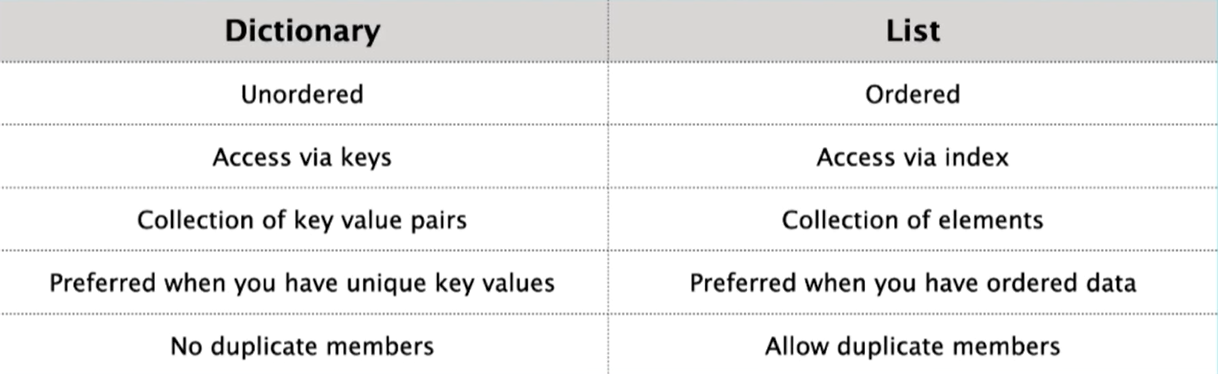 Dictionary List
Unordered Ordered
Access via keys Access via index
Collection of key value pairs Collection of elements
Preferred when you have unique key values Preferred when you have ordered data
No duplicate members Allow duplicate members